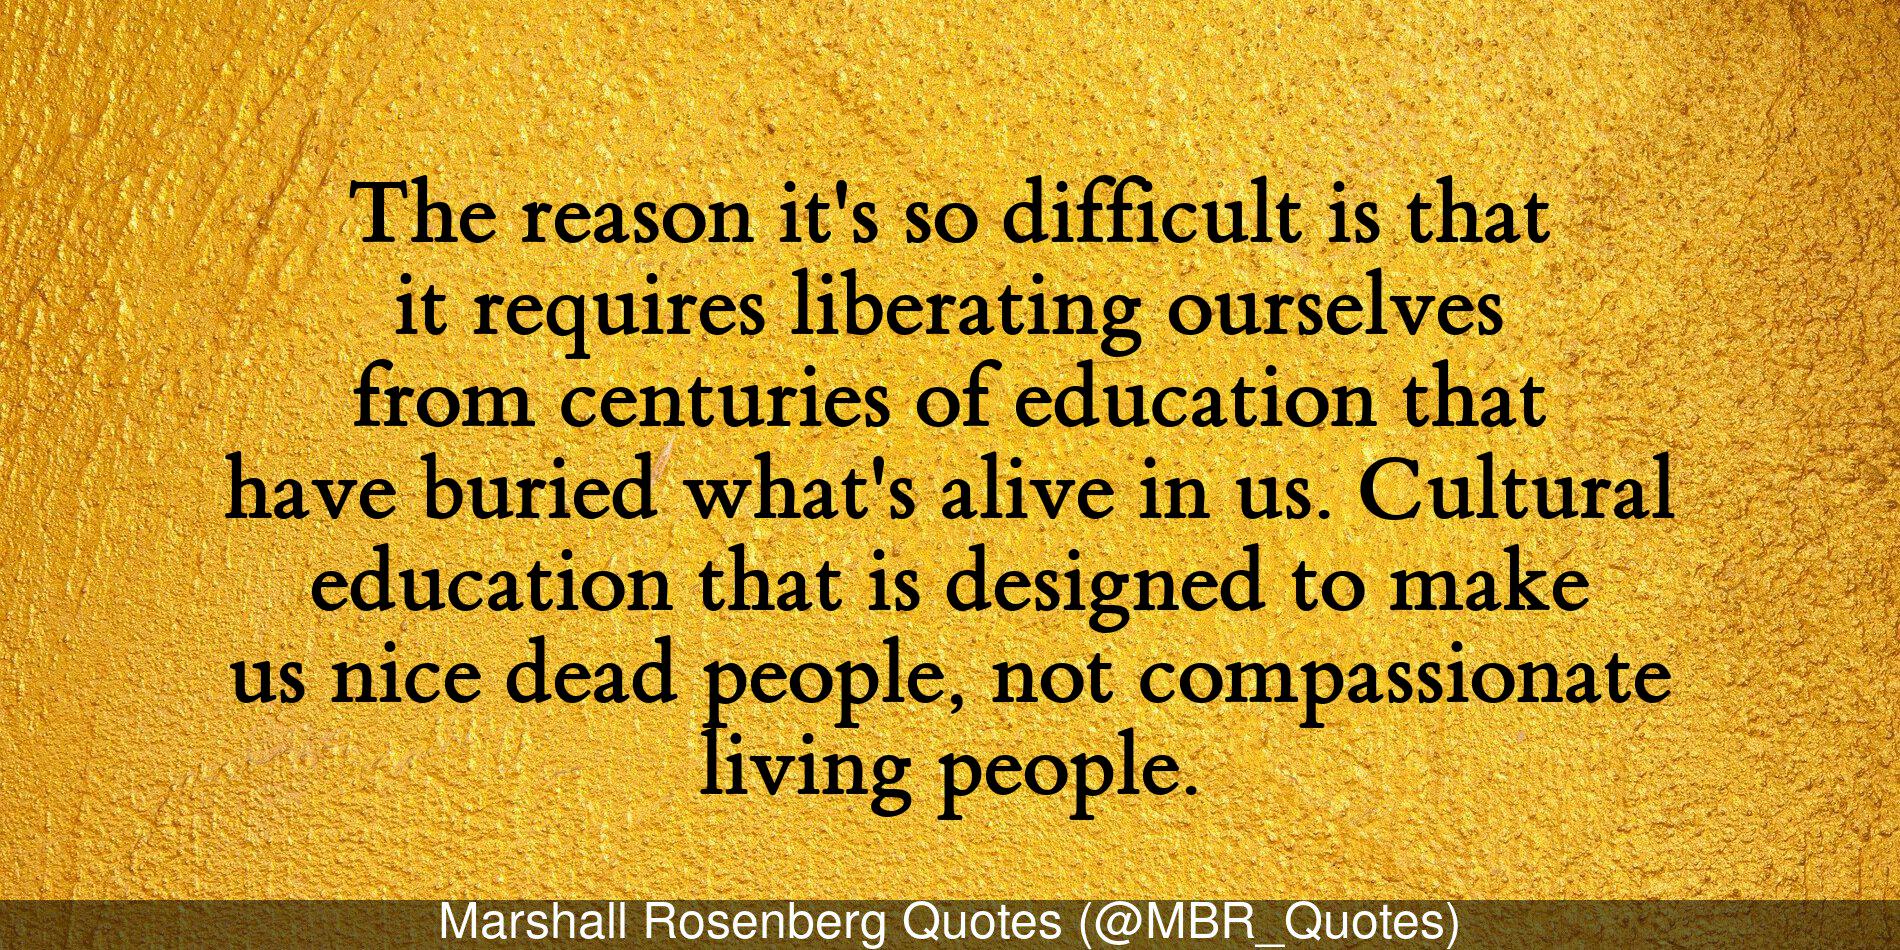 The reason it's so difficult is that
it requires liberating ourselves
from centuries of education that
have buried what's alive in us. Cultural
education that is designed to make
us nice dead people, not compassionate
living people.
Marshall Rosenberg Quotes (@MBR_Quotes)